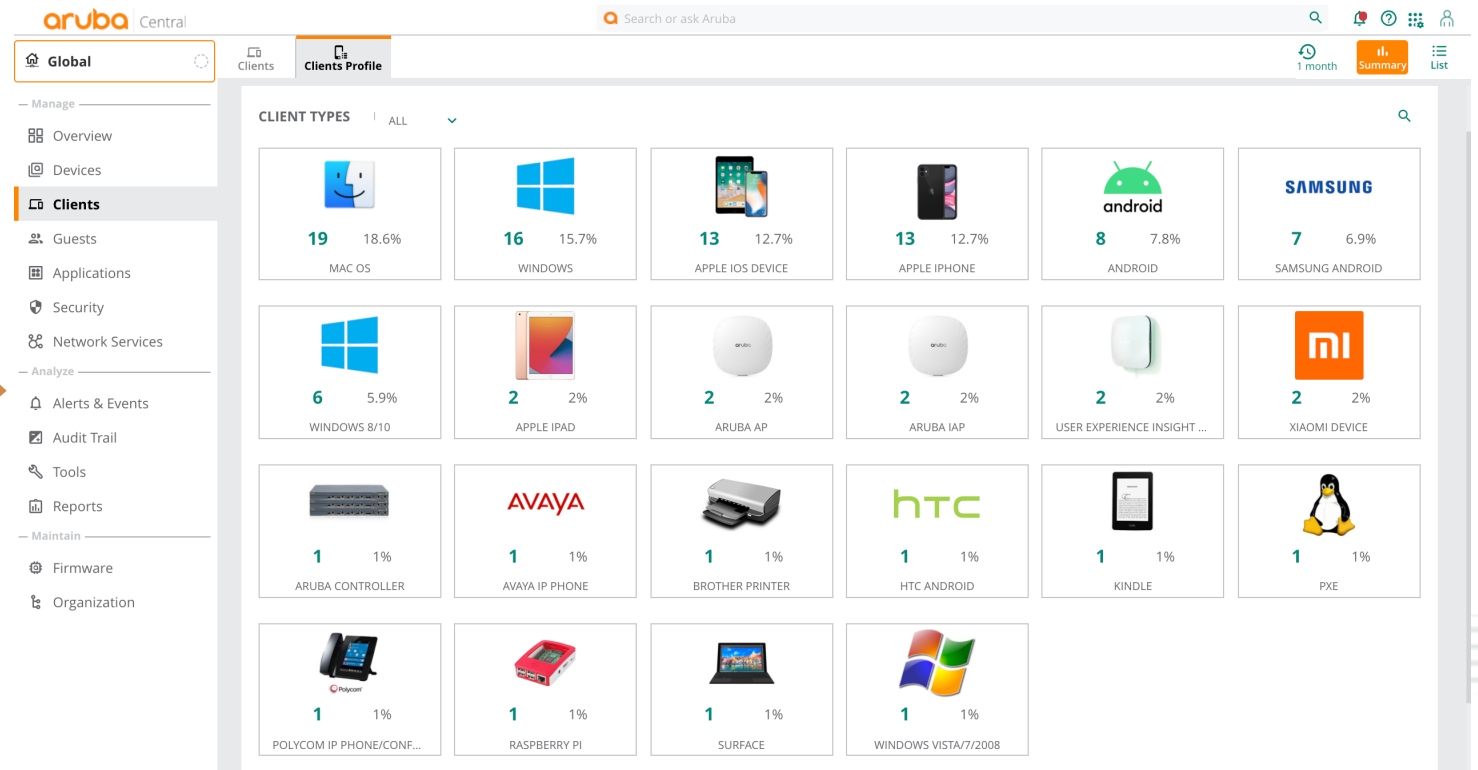 aruba Central
Search or ask Aruba
Global
Clients
Clients Profile
1 month
Summary
List
Manage
Overview
Devices
Clients
Guests
Applications
Security
Network Services
Analyze
Alerts & Events
Audit Trail
Tools
Reports
Maintain
Firmware
Organization
CLIENT TYPES
ALL
19 18.6%
MAC OS
16 15.7%
WINDOWS
13 12.7%
APPLE IOS DEVICE
13 12.7%
APPLE IPHONE
android
8 7.8%
ANDROID
SAMSUNG
7 6.9%
SAMSUNG ANDROID
6 5.9%
WINDOWS 8/10
2 2%
APPLE IPAD
aruba
2 2%
ARUBA AP
aruba
2 2%
ARUBA IAP
2 2%
USER EXPERIENCE INSIGHT ...
mi
2 2%
XIAOMI DEVICE
1 1%
ARUBA CONTROLLER
AVAYA
1 1%
AVAYA IP PHONE
1 1%
BROTHER PRINTER
hTC
1 1%
HTC ANDROID
1 1%
KINDLE
1 1%
PXE
Polycom
1 1%
POLYCOM IP PHONE/CONF...
1 1%
RASPBERRY PI
1 1%
SURFACE
1 1%
WINDOWS VISTA/7/2008